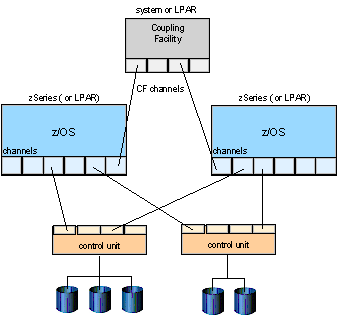 system or LPAR
Coupling
Facility
CF channels
zSeries ( or LPAR)
zSeries ( or LPAR)
z/OS
z/OS
channels
channels
control unit
control unit